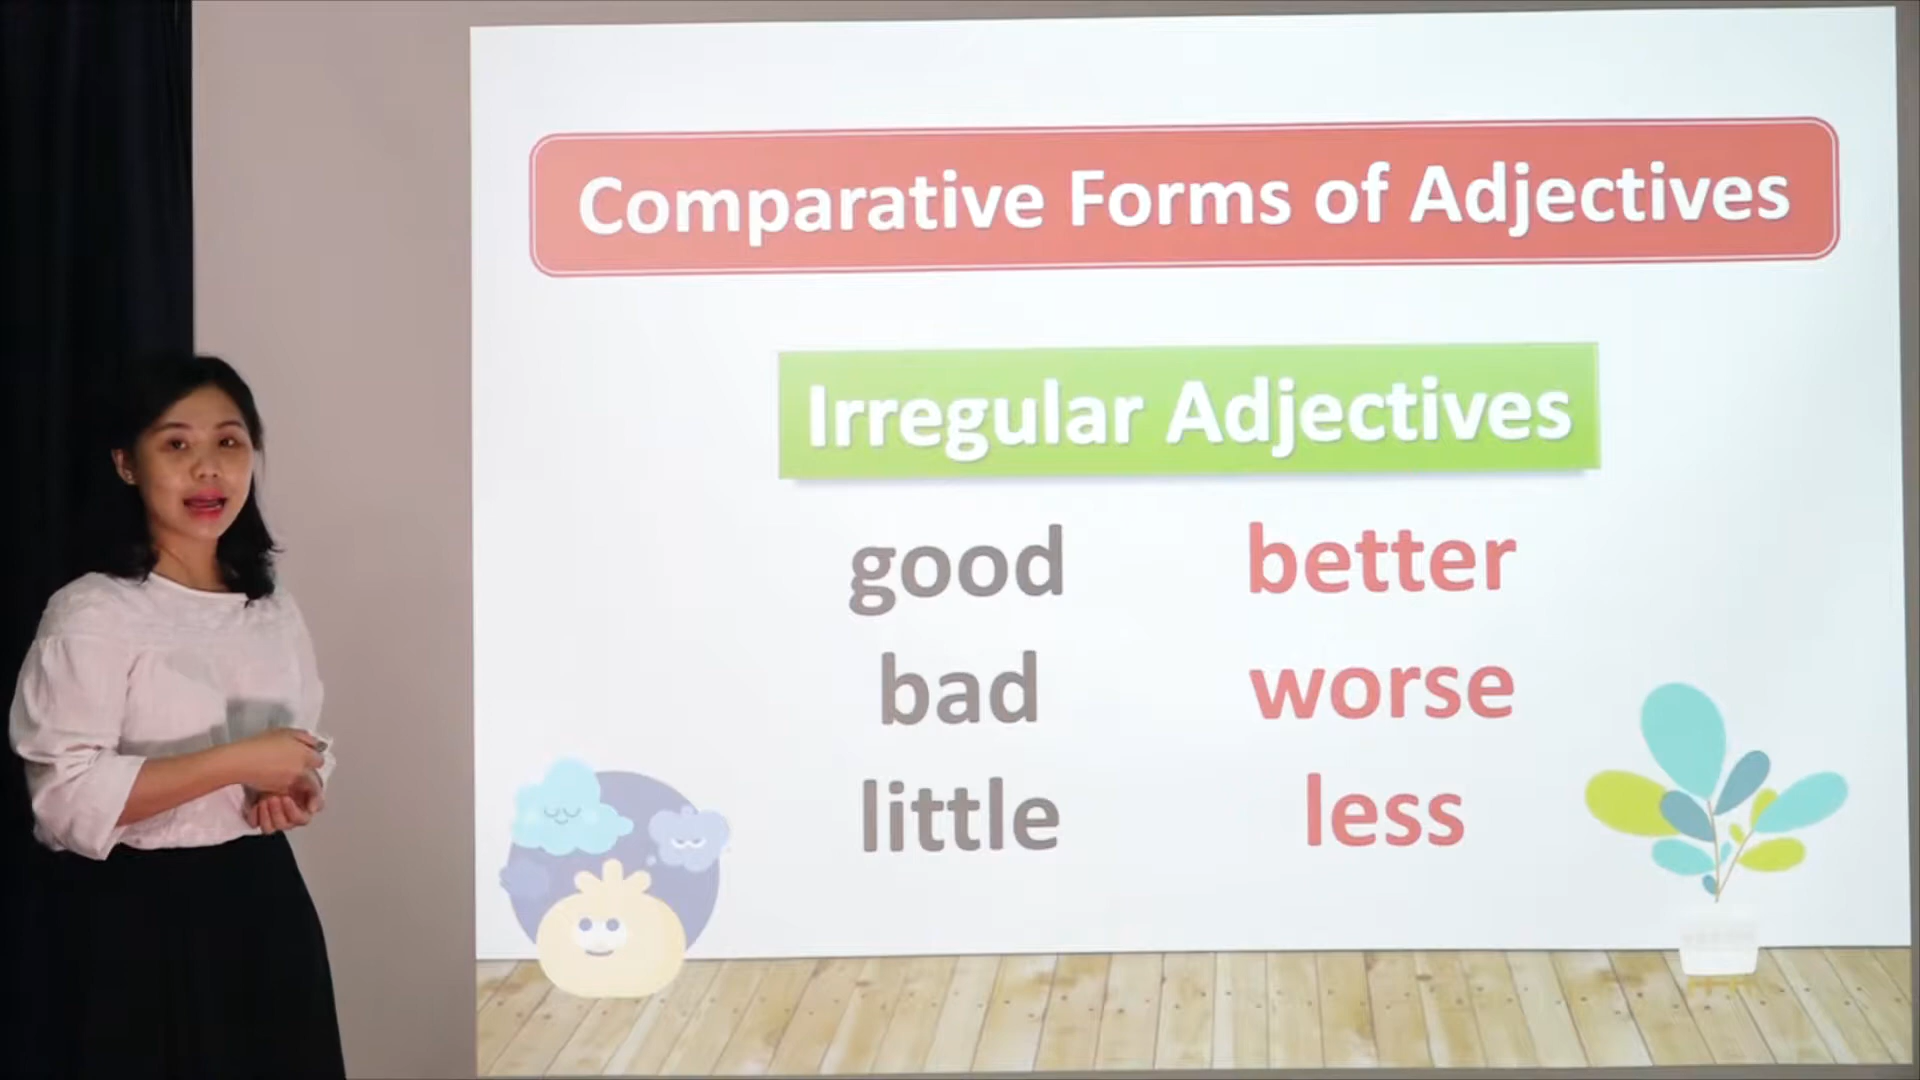 Comparative Forms of Adjectives
Irregular Adjectives
good better
bad worse
little less